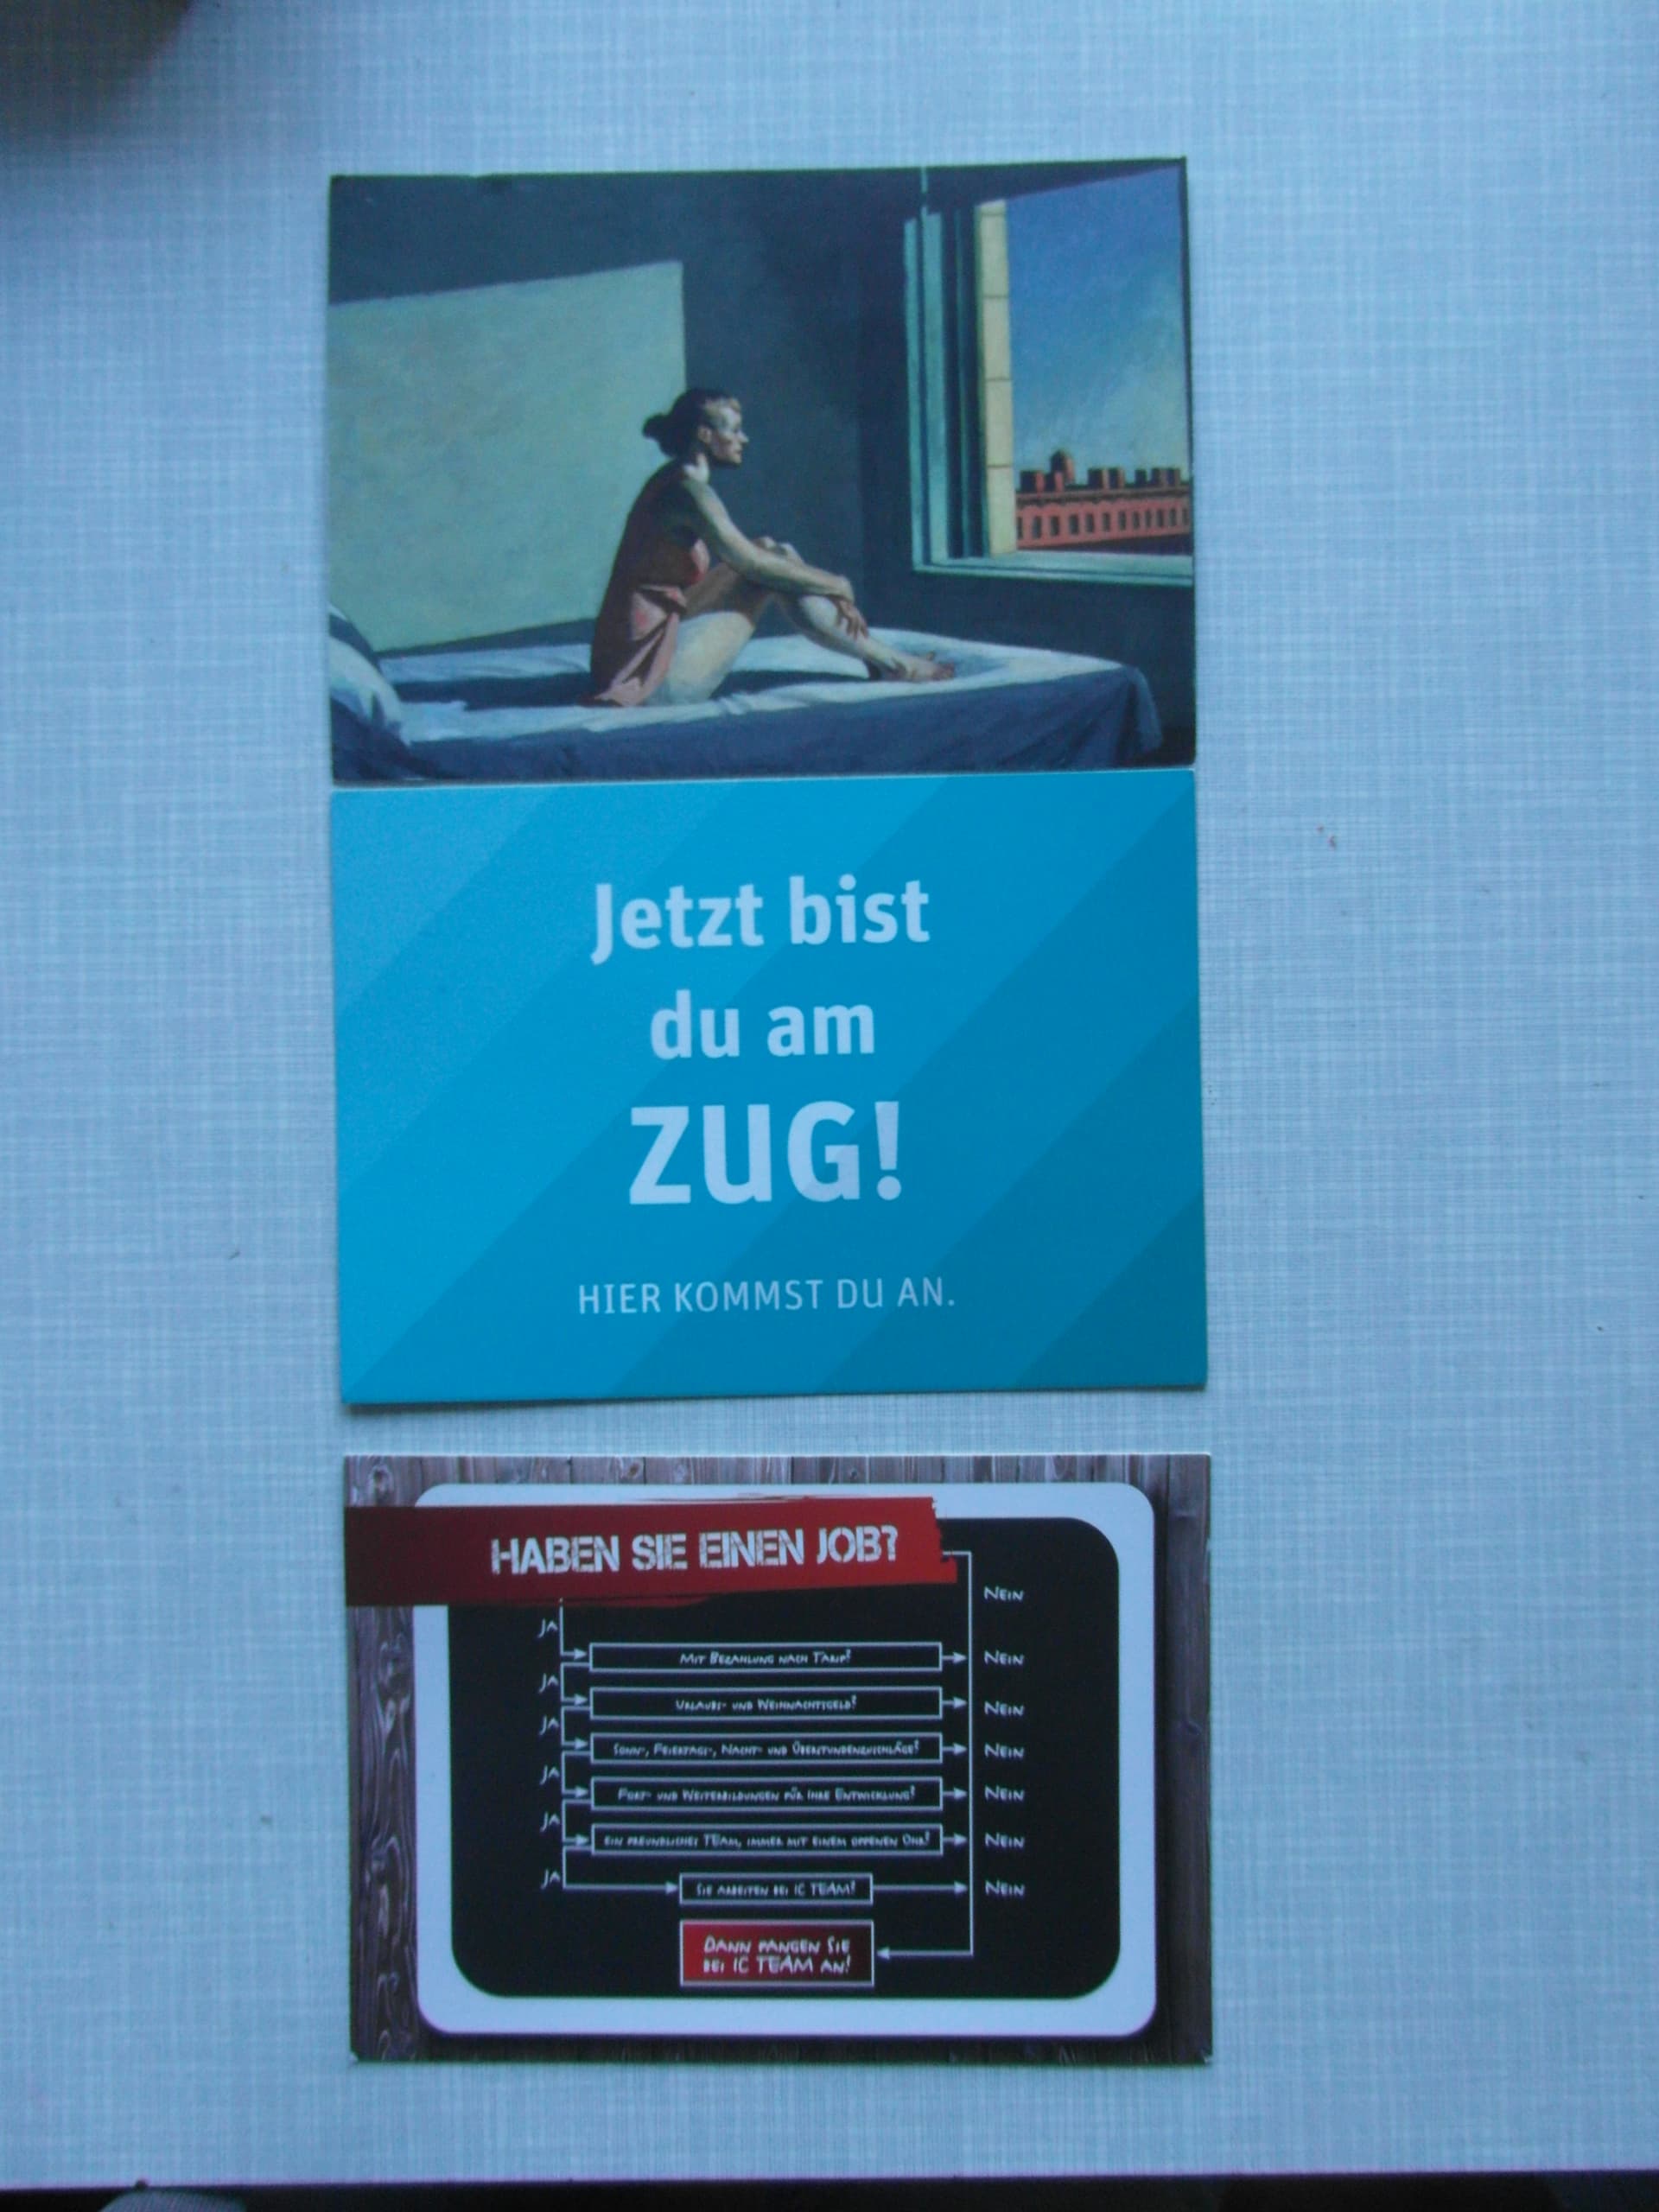 Jetzt bist
du am
ZUG!
HIER KOMMST DU AN.
HABEN SIE EINEN JOB?
NEIN
JA
MIT BEZAHLUNG NACH TARIF?
NEIN
JA
URLAUBS- UND WEIHNACHTSGELD?
NEIN
JA
SONN-, FEIERTAGS-, NACHT- UND ÜBERSTUNDENZUSCHLÄGE?
NEIN
JA
FORT- UND WEITERBILDUNGEN FÜR IHRE ENTWICKLUNG?
NEIN
JA
EIN FREUNDLICHES TEAM, IMMER MIT EINEM OFFENEN OHR?
NEIN
JA
SIE ARBEITEN BEI IC TEAM?
NEIN
DANN FANGEN SIE
BEI IC TEAM AN!